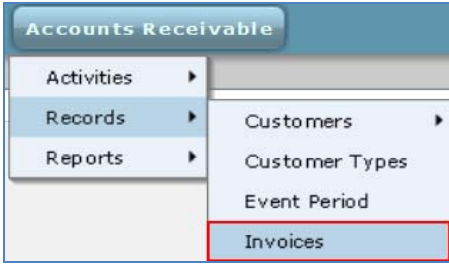 Accounts Receivable
Activities
Records
Reports
Customers
Customer Types
Event Period
Invoices